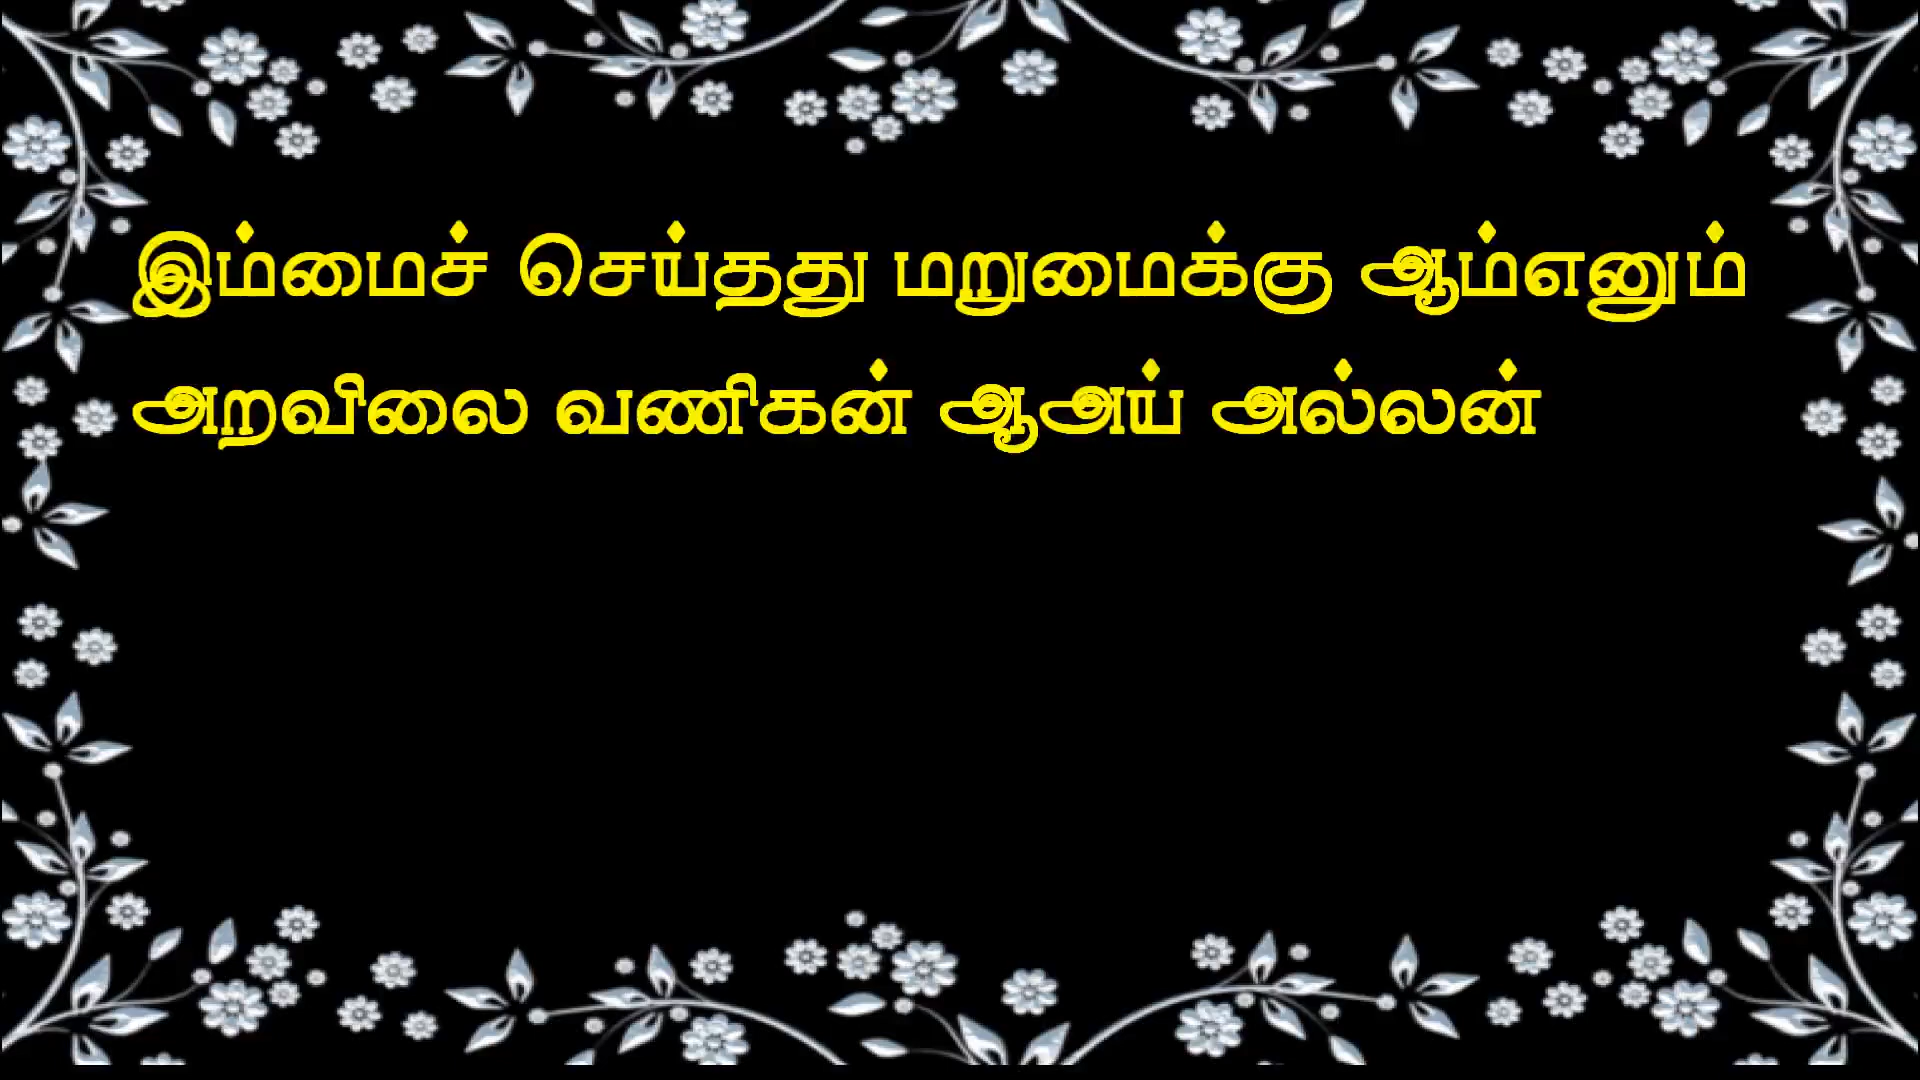 இம்மைச் செய்தது மறுமைக்கு ஆம்எனும்
அறவிலை வணிகன் ஆஅய் அல்லன்